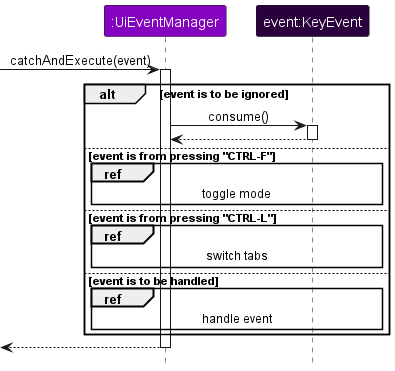 :UiEventManager
event:KeyEvent
catchAndExecute(event)
alt
[event is to be ignored]
consume()
[event is from pressing "CTRL-F"]
ref
toggle mode
[event is from pressing "CTRL-L"]
ref
switch tabs
[event is to be handled]
ref
handle event